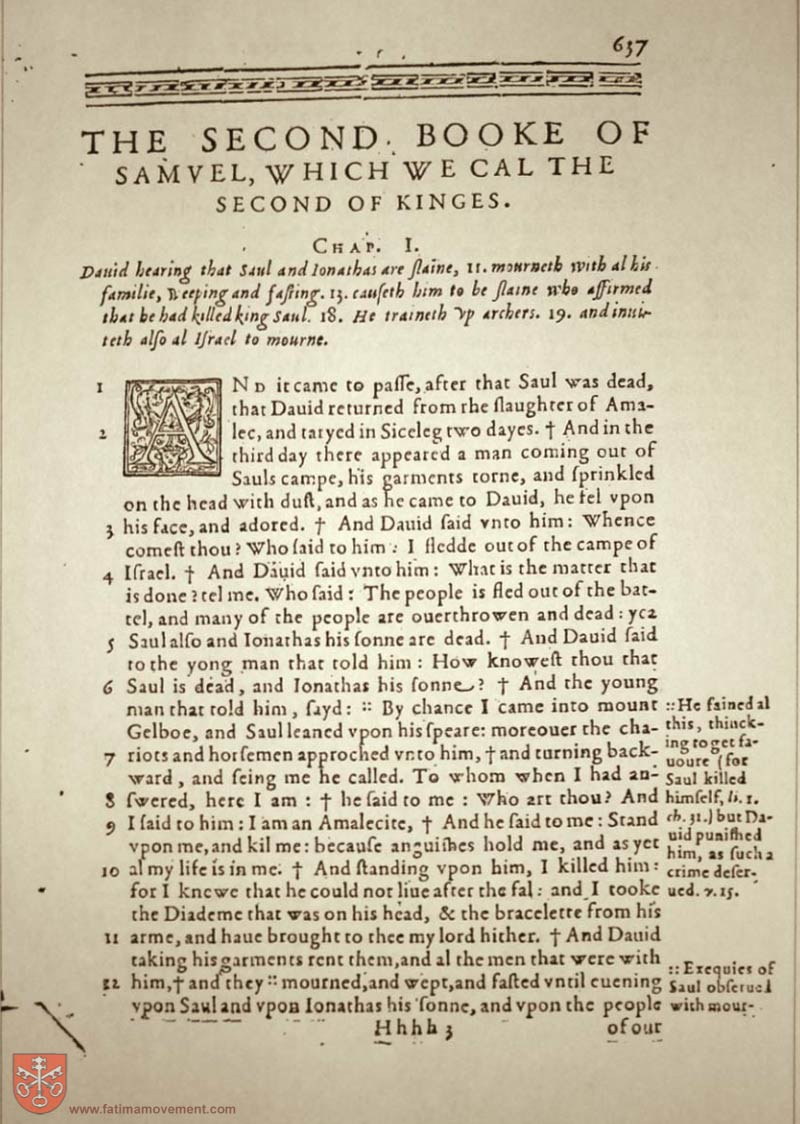 637
THE SECOND. BOOKE OF
SAMVEL, WHICH WE CAL THE
SECOND OF KINGES.
CHAP. I.
Dauid hearing that Saul and Ionathas are ſlaine, 11. mourneth with al his
familie, weeping and faſting. 13. cauſeth him to be ſlaine who affirmed
that he had killed king Saul. 18. He traineth vp archers. 19. and inui-
teth alſo al Iſrael to mourne.
1 AND it came to paſſe, after that Saul was dead,
that Dauid returned from rhe ſlaughter of Ama-
2 lec, and taryed in Siceleg two dayes. † And in the
third day there appeared a man coming out of
Sauls campe, his garments torne, and ſprinkled
on the head with duſt, and as he came to Dauid, he fel vpon
3 his face, and adored. † And Dauid ſaid vnto him: Whence
comeſt thou? Who ſaid to him: I fledde out of the campe of
4 Iſrael. † And Dauid ſaid vnto him: What is the matter that
is done? tel me. Who ſaid: The people is fled out of the bat-
tel, and many of the people are ouerthrowen and dead: yea
5 Saul alſo and Ionathas his ſonne are dead. † And Dauid ſaid
to the yong man that told him: How knoweſt thou that
6 Saul is dead, and Ionathas his ſonne? † And the young
man that told him, ſayd: :: By chance I came into mount
Gelboe, and Saul leaned vpon his ſpeare: moreouer the cha-
7 riots and horſemen approched vnto him, † and turning back-
ward, and ſeing me he called. To whom when I had an-
8 ſwered, here I am: † he ſaid to me: Who art thou? And
9 I ſaid to him: I am an Amalecite, † And he ſaid to me: Stand
vpon me, and kil me: becauſe anguiſhes hold me, and as yet
10 al my life is in me. † And ſtanding vpon him, I killed him:
for I knewe that he could not liue after the fal: and I tooke
the Diademe that was on his head, & the bracelette from his
11 arme, and haue brought to thee my lord hither. † And Dauid
taking his garments rent them, and al the men that were with
12 him, † and they :: mourned, and wept, and faſted vntil euening
vpon Saul and vpon Ionathas his ſonne, and vpon the people
Hhhh 3 of our
:: He fained al
this, thinck-
ing to get fa-
uoure (for
Saul killed
himſelf, li. 1.
ch. 31.) but Da-
uid puniſhed
him, as ſuch a
crime deſer-
ued. v. 15.
:: Exequies of
Saul obſerued
with mour-
www.fatimamovement.com